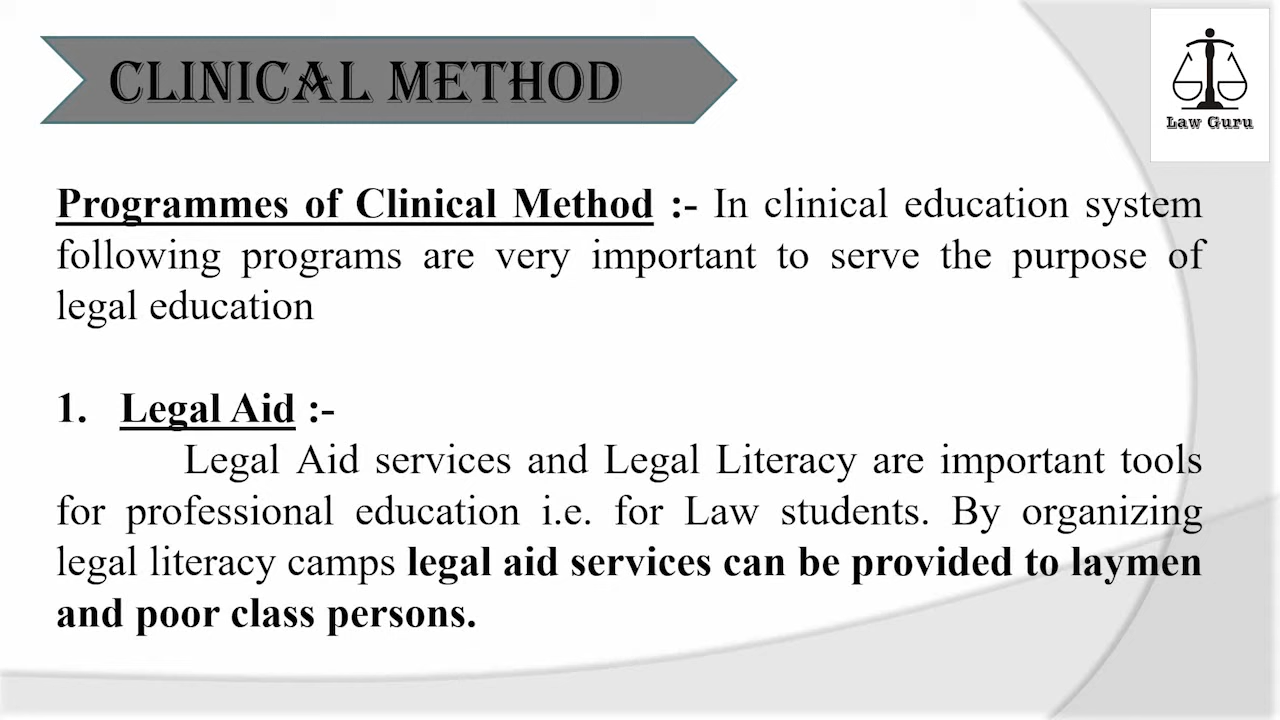 CLINICAL METHOD
Law Guru
Programmes of Clinical Method :- In clinical education system
following programs are very important to serve the purpose of
legal education
1. Legal Aid :-
Legal Aid services and Legal Literacy are important tools
for professional education i.e. for Law students. By organizing
legal literacy camps legal aid services can be provided to laymen
and poor class persons.